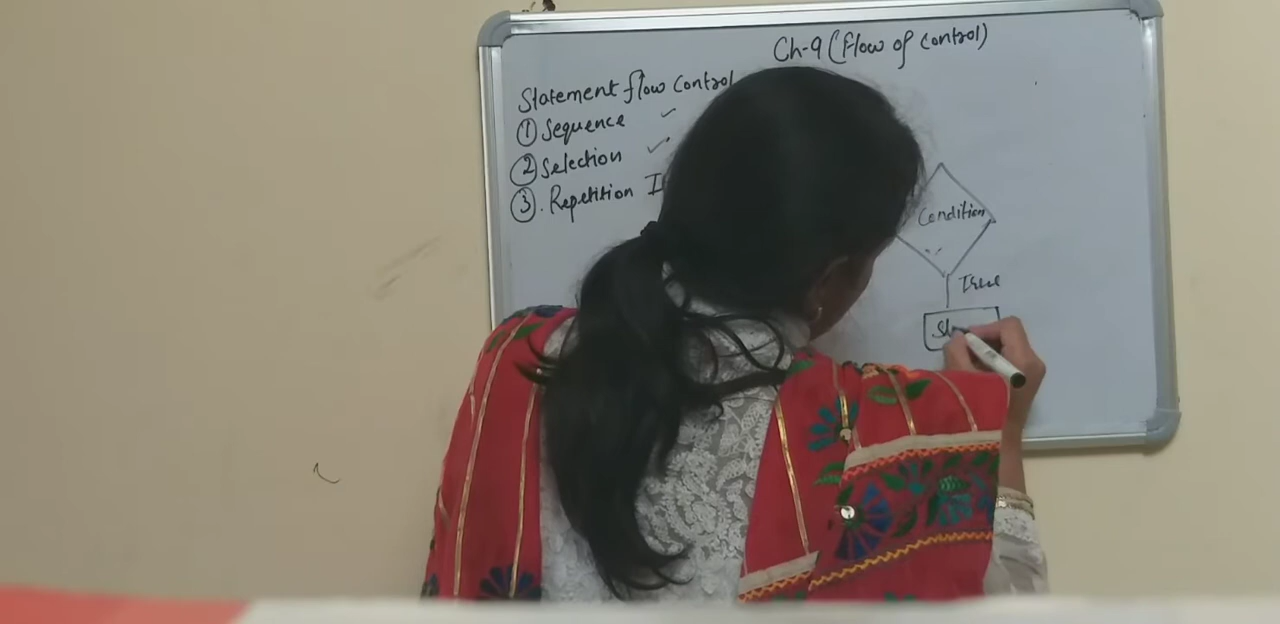 Ch-9 (Flow of control)
Statement flow control
① Sequence ✓
② Selection ✓
③. Repetition
Condition
True